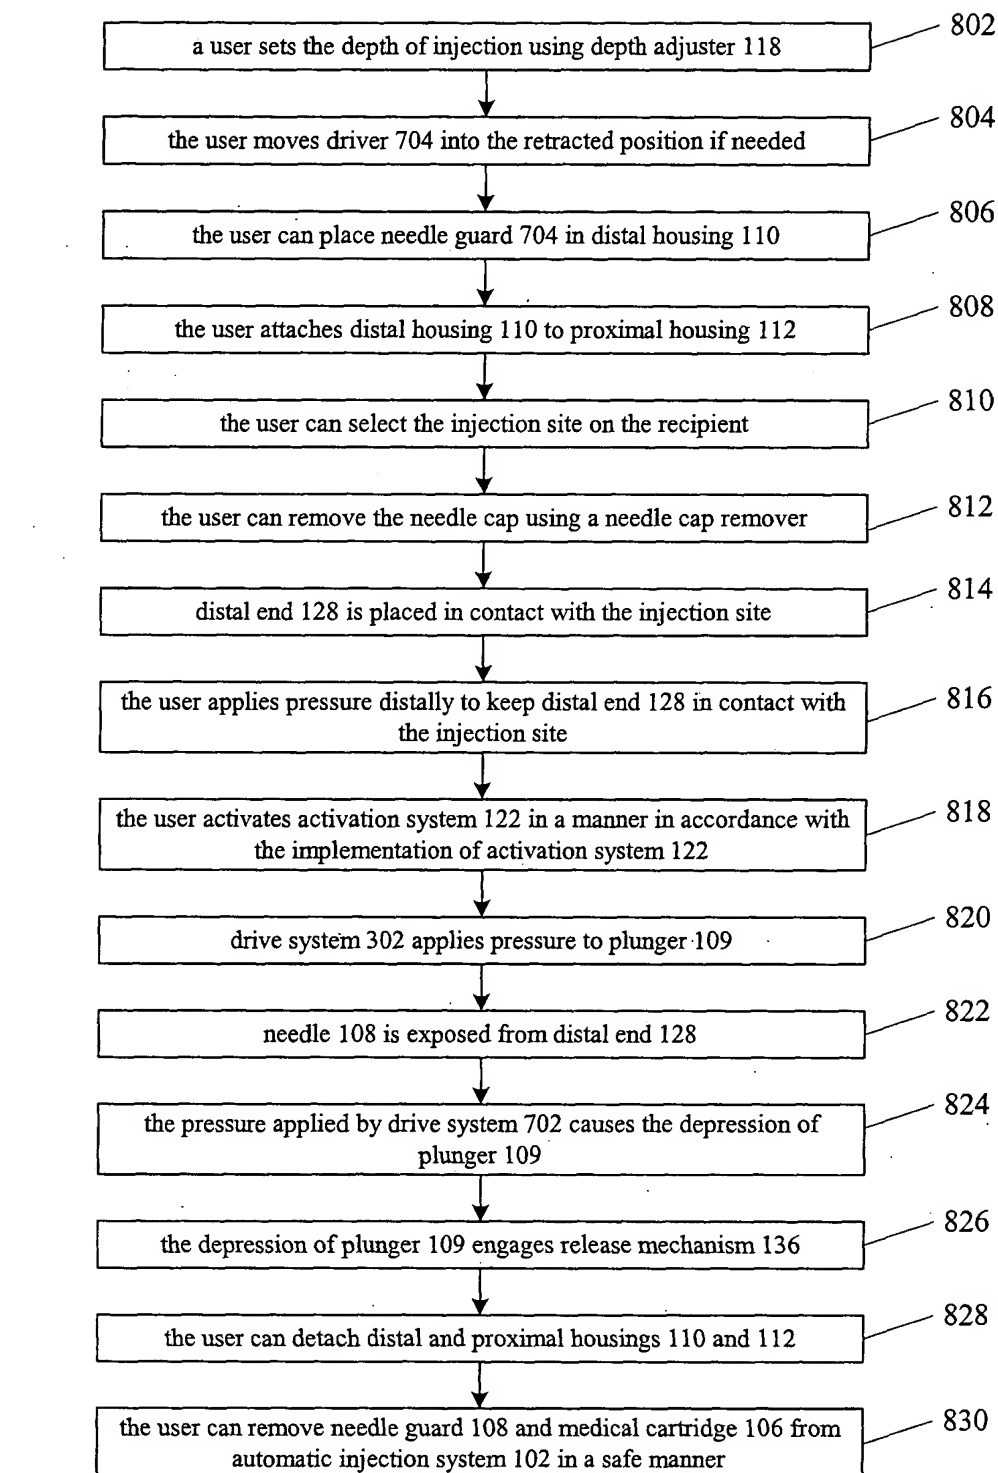 a user sets the depth of injection using depth adjuster 118
802
the user moves driver 704 into the retracted position if needed
804
the user can place needle guard 704 in distal housing 110
806
the user attaches distal housing 110 to proximal housing 112
808
the user can select the injection site on the recipient
810
the user can remove the needle cap using a needle cap remover
812
distal end 128 is placed in contact with the injection site
814
the user applies pressure distally to keep distal end 128 in contact with
the injection site
816
the user activates activation system 122 in a manner in accordance with
the implementation of activation system 122
818
drive system 302 applies pressure to plunger 109
820
needle 108 is exposed from distal end 128
822
the pressure applied by drive system 702 causes the depression of
plunger 109
824
the depression of plunger 109 engages release mechanism 136
826
the user can detach distal and proximal housings 110 and 112
828
the user can remove needle guard 108 and medical cartridge 106 from
automatic injection system 102 in a safe manner
830